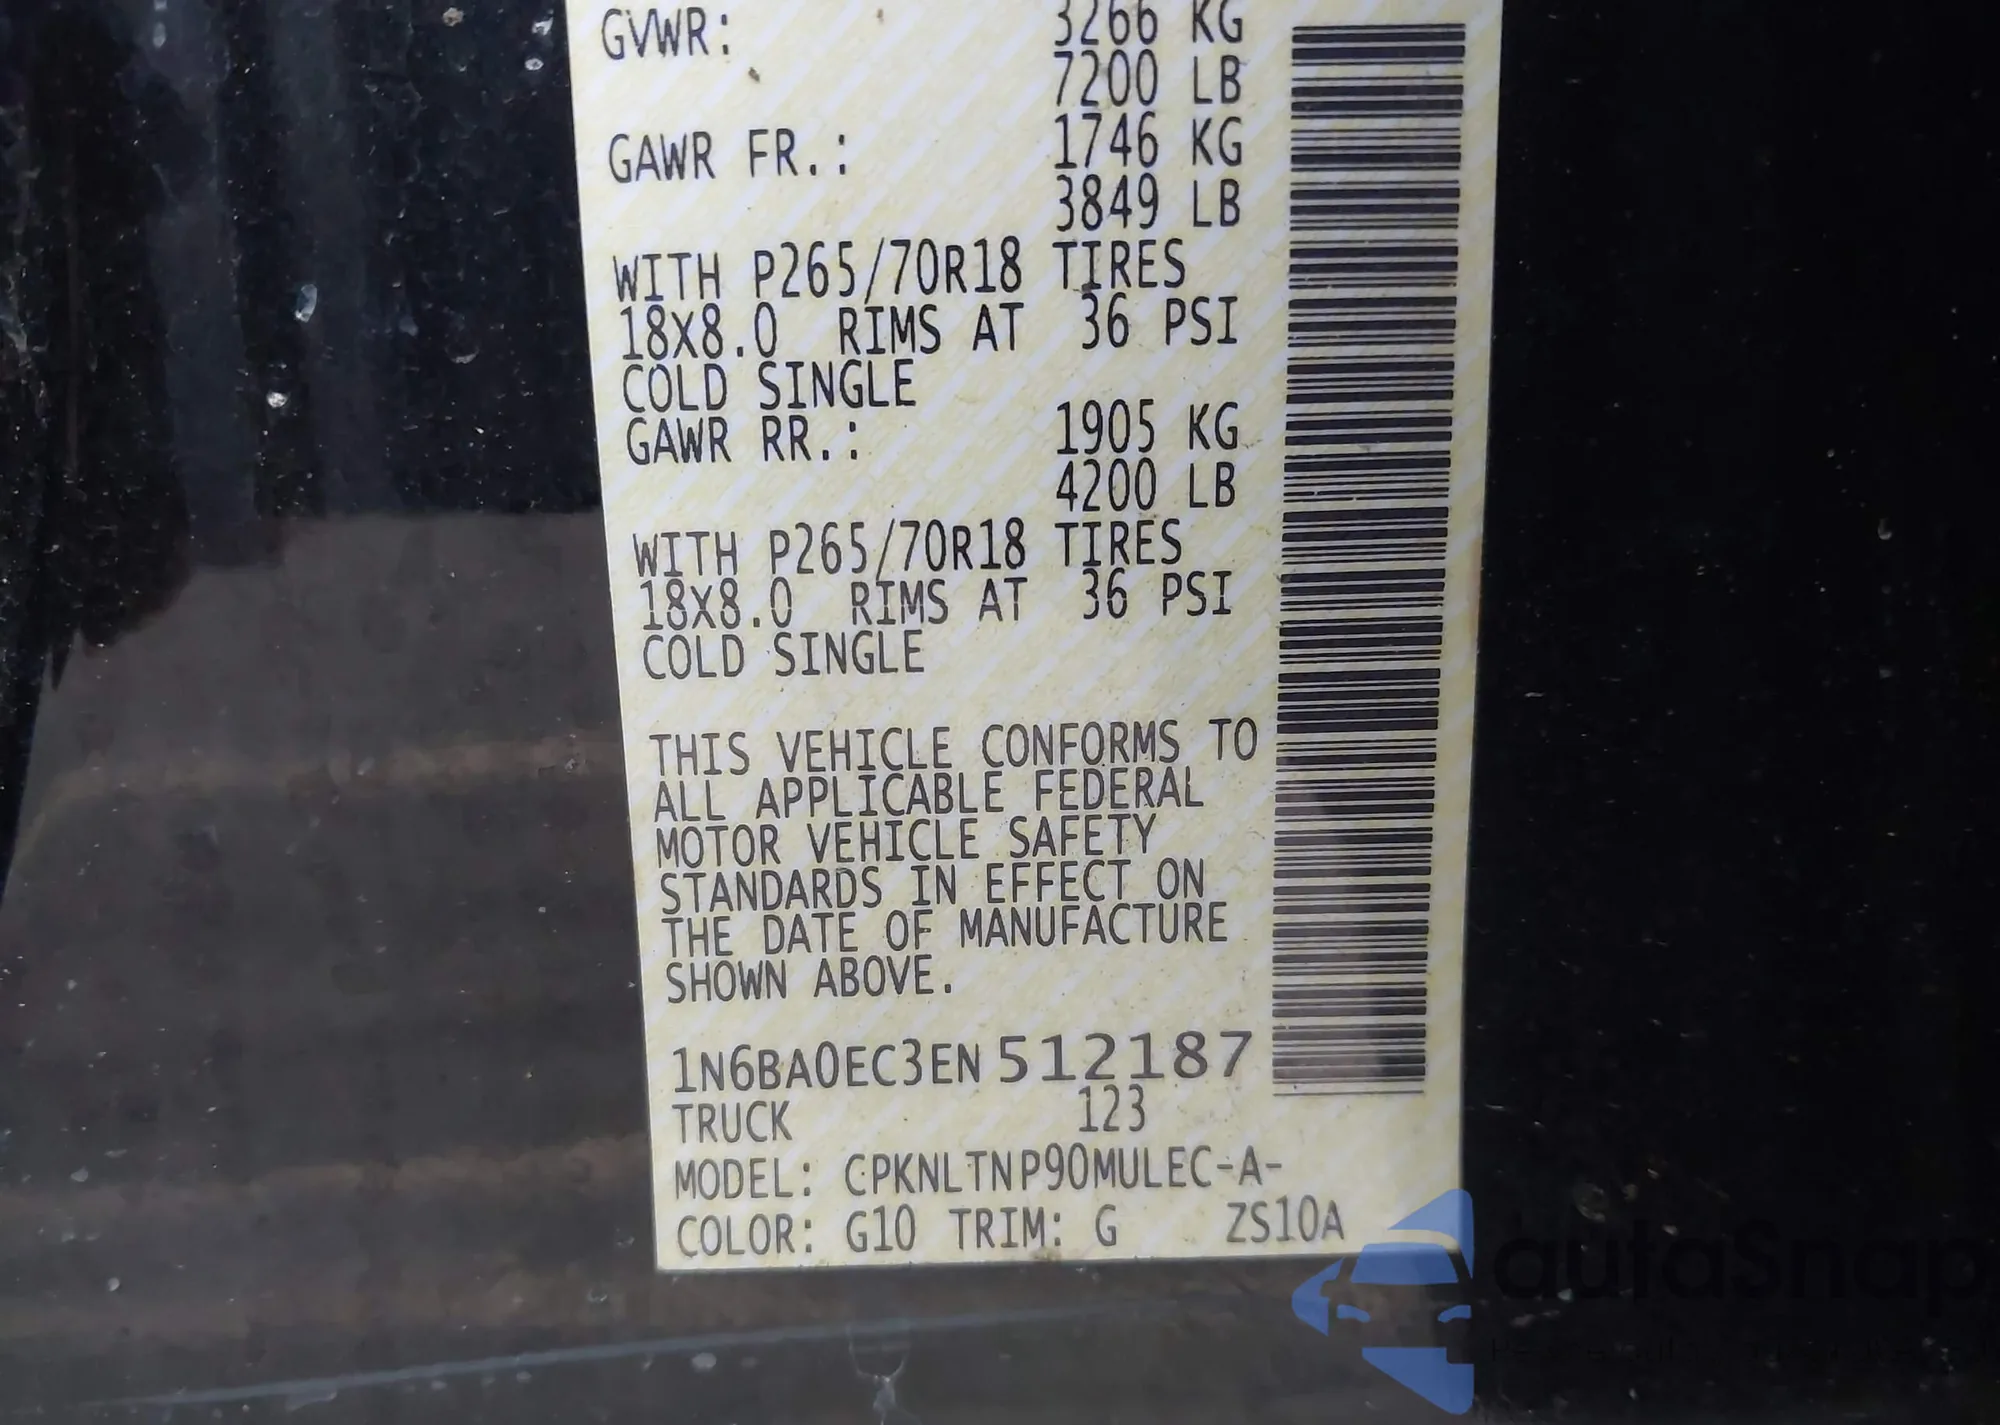 GVWR: 3266 KG
7200 LB
GAWR FR.: 1746 KG
3849 LB
WITH P265/70R18 TIRES
18X8.0 RIMS AT 36 PSI
COLD SINGLE
GAWR RR.: 1905 KG
4200 LB
WITH P265/70R18 TIRES
18X8.0 RIMS AT 36 PSI
COLD SINGLE
THIS VEHICLE CONFORMS TO
ALL APPLICABLE FEDERAL
MOTOR VEHICLE SAFETY
STANDARDS IN EFFECT ON
THE DATE OF MANUFACTURE
SHOWN ABOVE.
1N6BA0EC3EN512187
TRUCK 123
MODEL: CPKNLTNP90MULEC-A-
COLOR: G10 TRIM: G ZS10A
autasnap